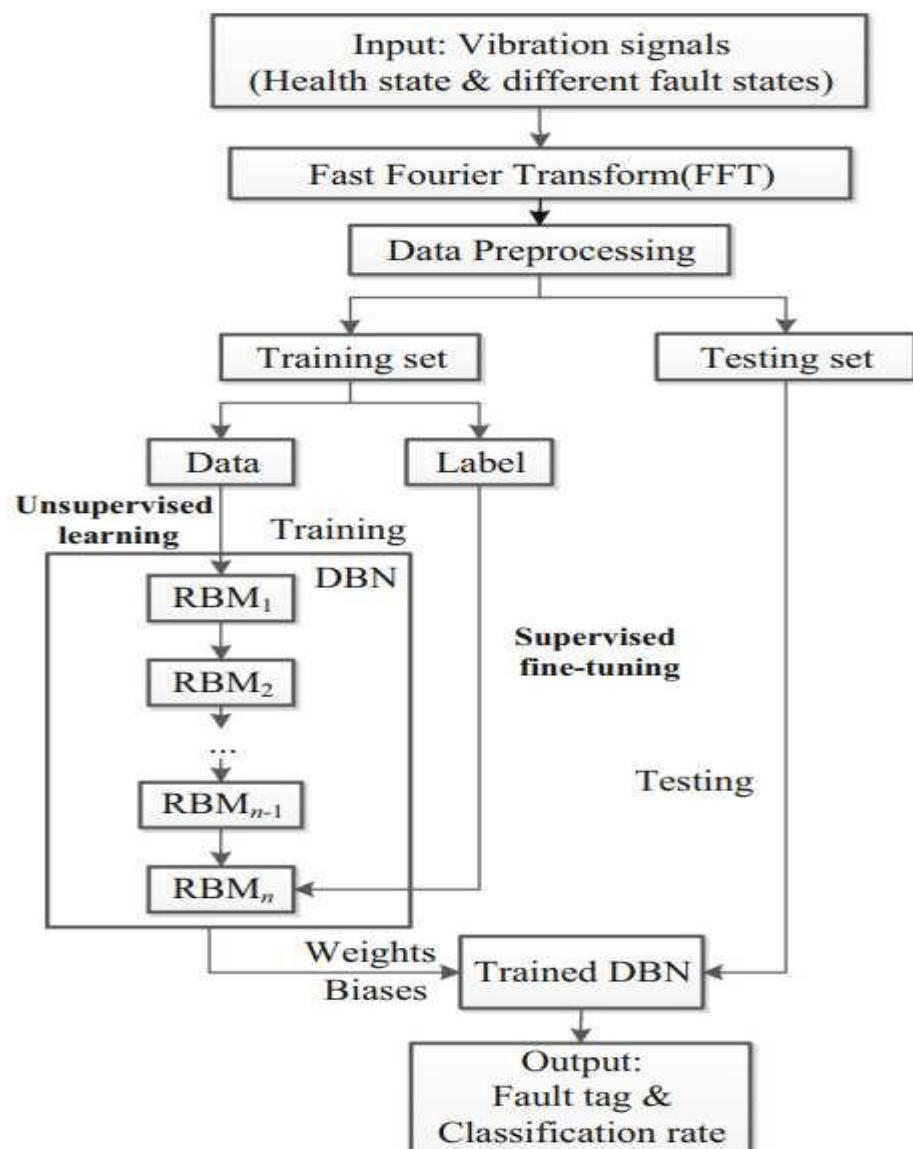 Input: Vibration signals
(Health state & different fault states)
Fast Fourier Transform(FFT)
Data Preprocessing
Training set
Testing set
Data
Label
Unsupervised
learning
Training
DBN
RBM1
RBM2
...
RBMn-1
RBMn
Supervised
fine-tuning
Testing
Weights
Biases
Trained DBN
Output:
Fault tag &
Classification rate